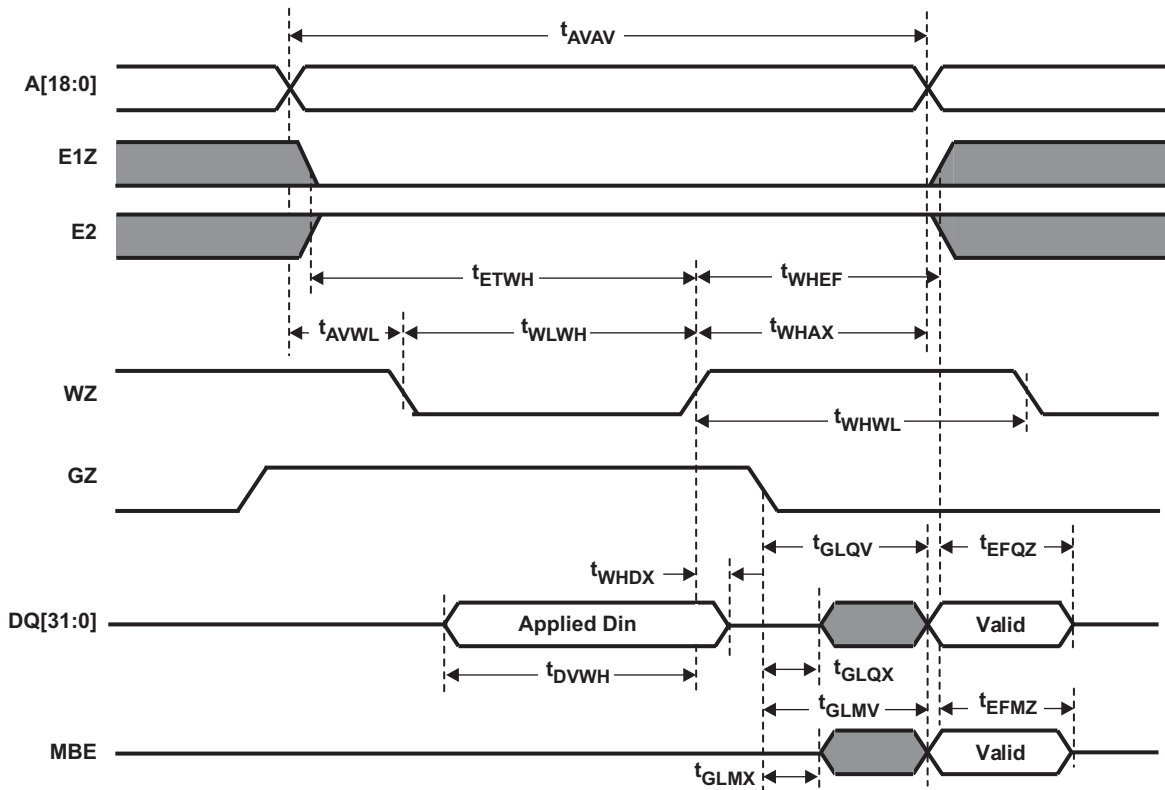 tAVAV
A[18:0]
E1Z
E2
tETWH
tWHEF
tAVWL
tWLWH
tWHAX
WZ
tWHWL
GZ
tGLQV
tEFQZ
tWHDX
DQ[31:0]
Applied Din
Valid
tDVWH
tGLQX
tGLMV
tEFMZ
MBE
Valid
tGLMX